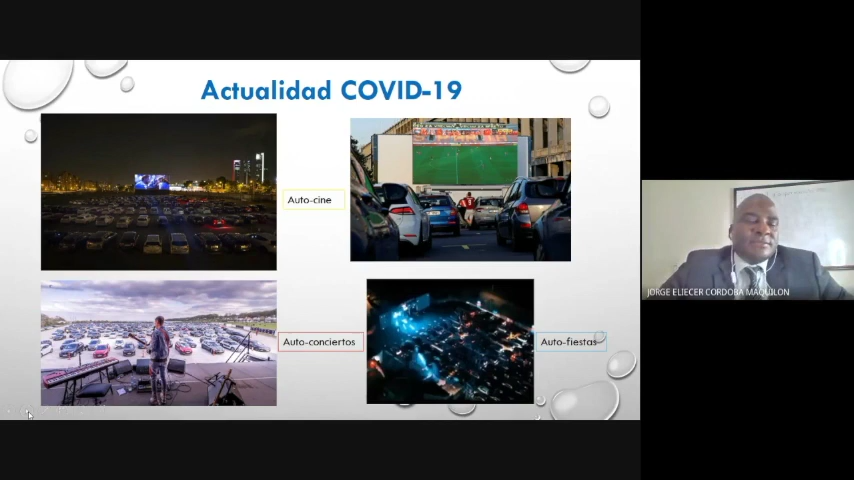 Actualidad COVID-19
Auto-cine
Auto-conciertos
Auto-fiestas
JORGE ELIECER CORDOBA MAQUILON